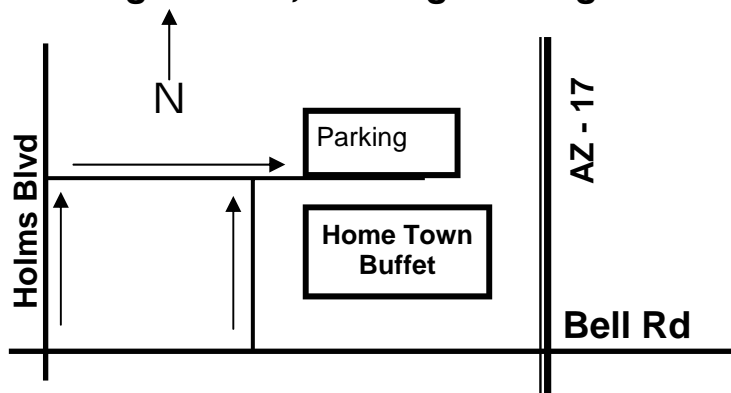 N
Parking
AZ - 17
Holms Blvd
Home Town
Buffet
Bell Rd